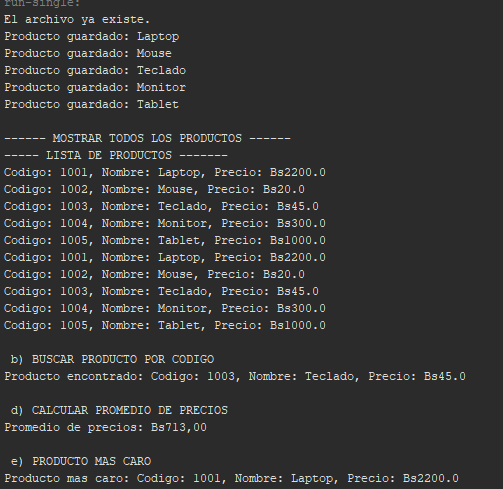 run-single:
El archivo ya existe.
Producto guardado: Laptop
Producto guardado: Mouse
Producto guardado: Teclado
Producto guardado: Monitor
Producto guardado: Tablet
------ MOSTRAR TODOS LOS PRODUCTOS ------
----- LISTA DE PRODUCTOS -------
Codigo: 1001, Nombre: Laptop, Precio: Bs2200.0
Codigo: 1002, Nombre: Mouse, Precio: Bs20.0
Codigo: 1003, Nombre: Teclado, Precio: Bs45.0
Codigo: 1004, Nombre: Monitor, Precio: Bs300.0
Codigo: 1005, Nombre: Tablet, Precio: Bs1000.0
Codigo: 1001, Nombre: Laptop, Precio: Bs2200.0
Codigo: 1002, Nombre: Mouse, Precio: Bs20.0
Codigo: 1003, Nombre: Teclado, Precio: Bs45.0
Codigo: 1004, Nombre: Monitor, Precio: Bs300.0
Codigo: 1005, Nombre: Tablet, Precio: Bs1000.0
b) BUSCAR PRODUCTO POR CODIGO
Producto encontrado: Codigo: 1003, Nombre: Teclado, Precio: Bs45.0
d) CALCULAR PROMEDIO DE PRECIOS
Promedio de precios: Bs713,00
e) PRODUCTO MAS CARO
Producto mas caro: Codigo: 1001, Nombre: Laptop, Precio: Bs2200.0